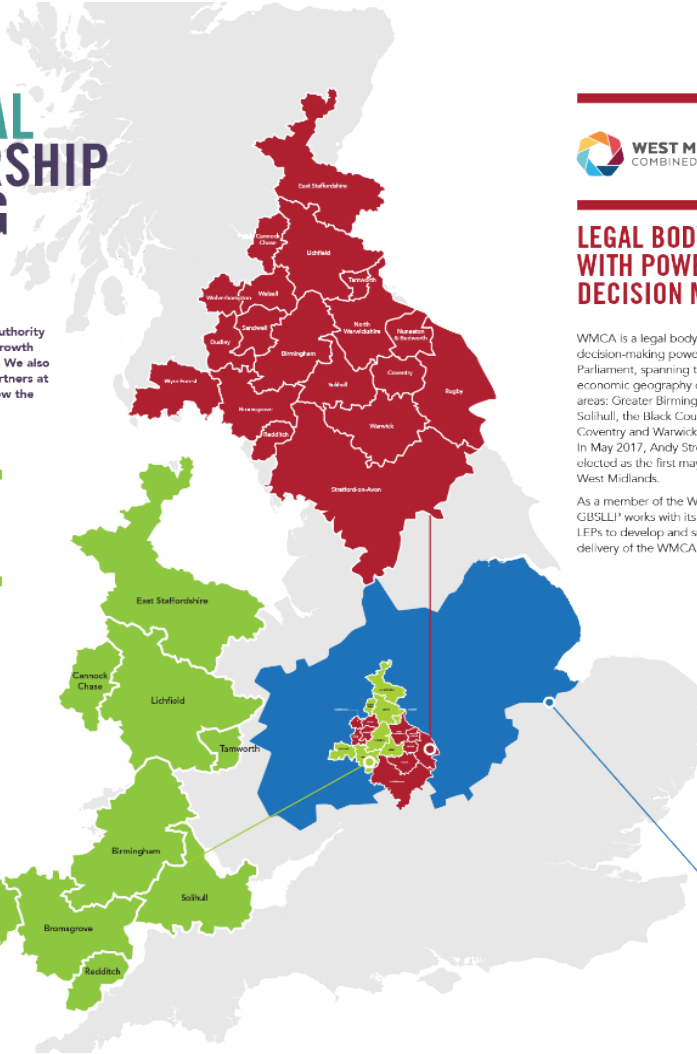 AL
RSHIP
G
uthority
rowth
. We also
rtners at
ow the
WEST M
COMBINED
LEGAL BOD
WITH POWE
DECISION M
WMCA is a legal body
decision-making powe
Parliament, spanning t
economic geography o
areas: Greater Birming
Solihull, the Black Cou
Coventry and Warwick
In May 2017, Andy Stre
elected as the first may
West Midlands.
As a member of the W
GBSLEP works with its
LEPs to develop and su
delivery of the WMCA
East Staffordshire
Cannock
Chase
Lichfield
Tamworth
Wolverhampton
Walsall
Sandwell
Dudley
North
Warwickshire
Nuneaton
& Bedworth
Birmingham
Coventry
Solihull
Wyre Forest
Rugby
Bromsgrove
Warwick
Redditch
Stratford-on-Avon
East Staffordshire
Cannock
Chase
Lichfield
Tamworth
Birmingham
Solihull
Bromsgrove
Redditch